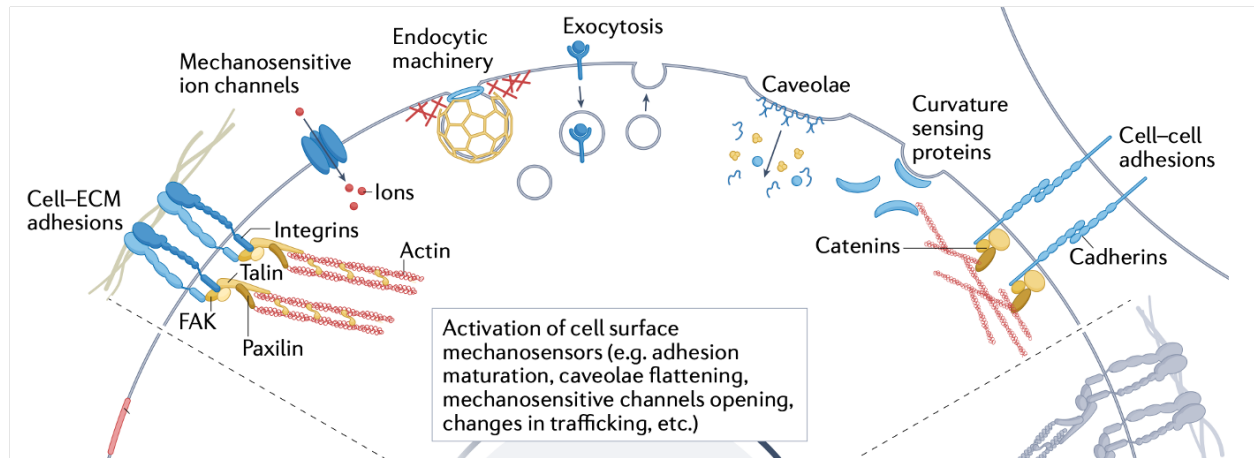 Mechanosensitive
ion channels
Endocytic
machinery
Exocytosis
Caveolae
Curvature
sensing
proteins
Cell–cell
adhesions
Cell–ECM
adhesions
Ions
Integrins
Talin
Actin
FAK
Paxilin
Catenins
Cadherins
Activation of cell surface
mechanosensors (e.g. adhesion
maturation, caveolae flattening,
mechanosensitive channels opening,
changes in trafficking, etc.)